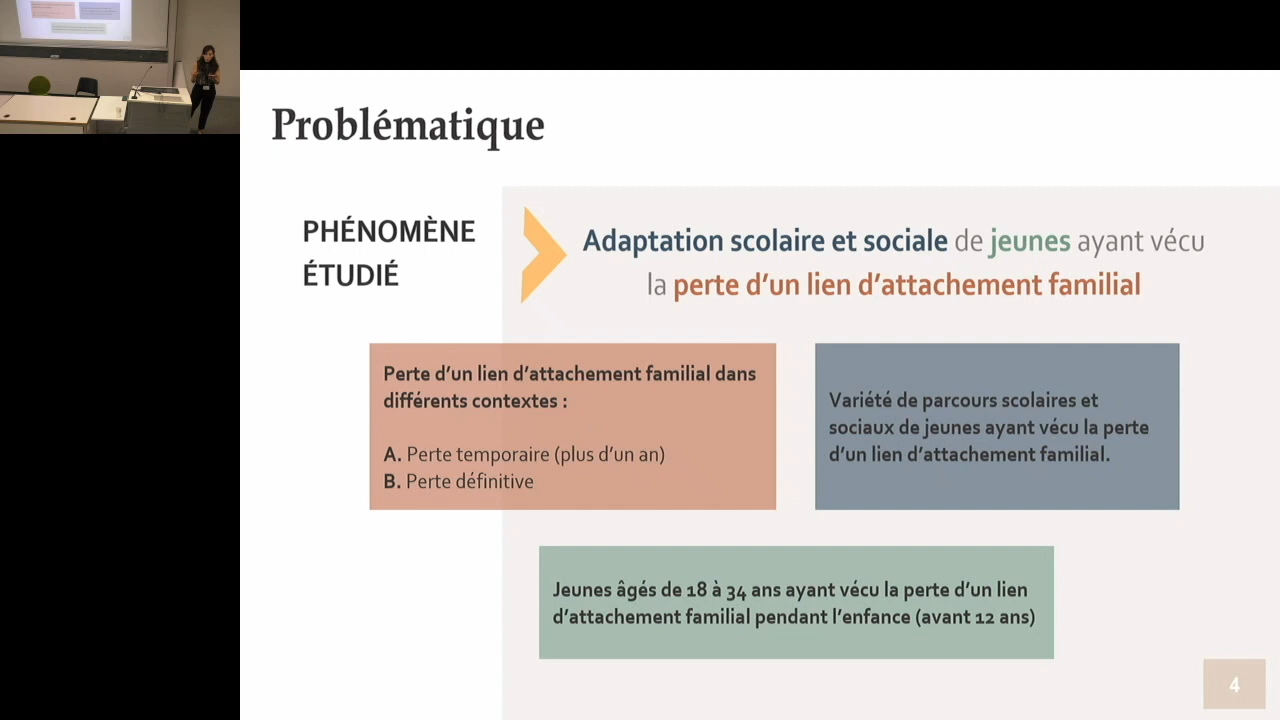 Problématique
PHÉNOMÈNE
ÉTUDIÉ
Adaptation scolaire et sociale de jeunes ayant vécu
la perte d'un lien d'attachement familial
Perte d'un lien d'attachement familial dans
différents contextes :
A. Perte temporaire (plus d'un an)
B. Perte définitive
Variété de parcours scolaires et
sociaux de jeunes ayant vécu la perte
d'un lien d'attachement familial.
Jeunes âgés de 18 à 34 ans ayant vécu la perte d'un lien
d'attachement familial pendant l'enfance (avant 12 ans)
4